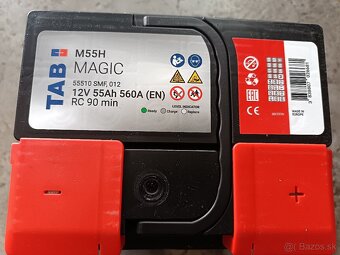 TAB
M55H
MAGIC
55510 SMF, 012
12V 55Ah 560A (EN)
RC 90 min
LEVEL INDICATOR
Ready
Charge
Replace
MADE IN
EUROPE
- +
Bazos.sk